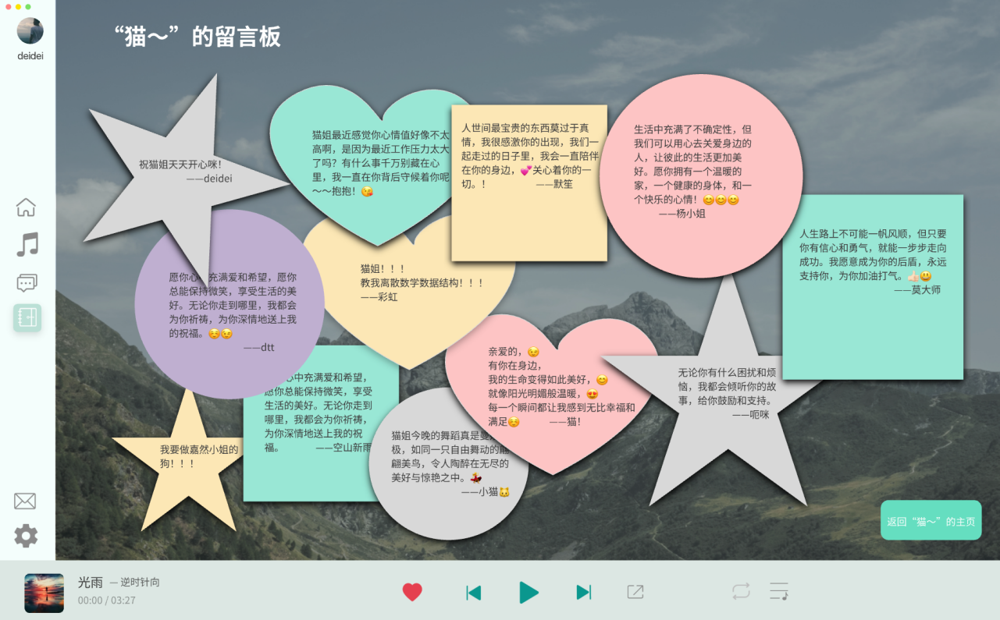 deidei
“猫～”的留言板
祝猫姐天天开心咪!
——deidei
猫姐最近感觉你心情值好像不太
高啊，是因为最近工作压力太大
了吗？有什么事千万别藏在心
里，我一直在你背后守候着你呢
～～抱抱！😘
人世间最宝贵的东西莫过于真
情，我很感激你的出现，我们一
起走过的日子里，我会一直陪伴
在你的身边，💕关心着你的一
切。！ ——默笙
生活中充满了不确定性，但
我们可以用心去关爱身边的
人，让彼此的生活更加美
好。愿你拥有一个温暖的
家，一个健康的身体，和一
个快乐的心情！😊😊😊
——杨小姐
人生路上不可能一帆风顺，但只要
你有信心和勇气，就能一步步走向
成功。我愿意成为你的后盾，永远
支持你，为你加油打气。👍🏻😃
——莫大师
愿你心 充满爱和希望，愿你
总能保持微笑，享受生活的美
好。无论你走到哪里，我都会
为你祈祷，为你深情地送上我
的祝福。☺️😉
——dtt
猫姐！！！
教我离散数学数据结构！！！
——彩虹
亲爱的，😉
有你在身边，
我的生命变得如此美好，😊
就像阳光明媚般温暖，😍
每一个瞬间都让我感到无比幸福和
满足☺️ ——猫！
无论你有什么困扰和烦
恼，我都会倾听你的故
事，给你鼓励和支持。
——呃咪
心中充满爱和希望，
愿你总能保持微笑，享受
生活的美好。无论你走到
哪里，我都会为你祈祷，
为你深情地送上我的祝
福。 ——空山新雨
我要做嘉然小姐的
狗！！！
猫姐今晚的舞蹈真是曼
极，如同一只自由舞动的翩
翩美鸟，令人陶醉在无尽的
美好与惊艳之中。💃
——小猫🐱
返回“猫～”的主页
光雨 — 逆时针向
00:00 / 03:27